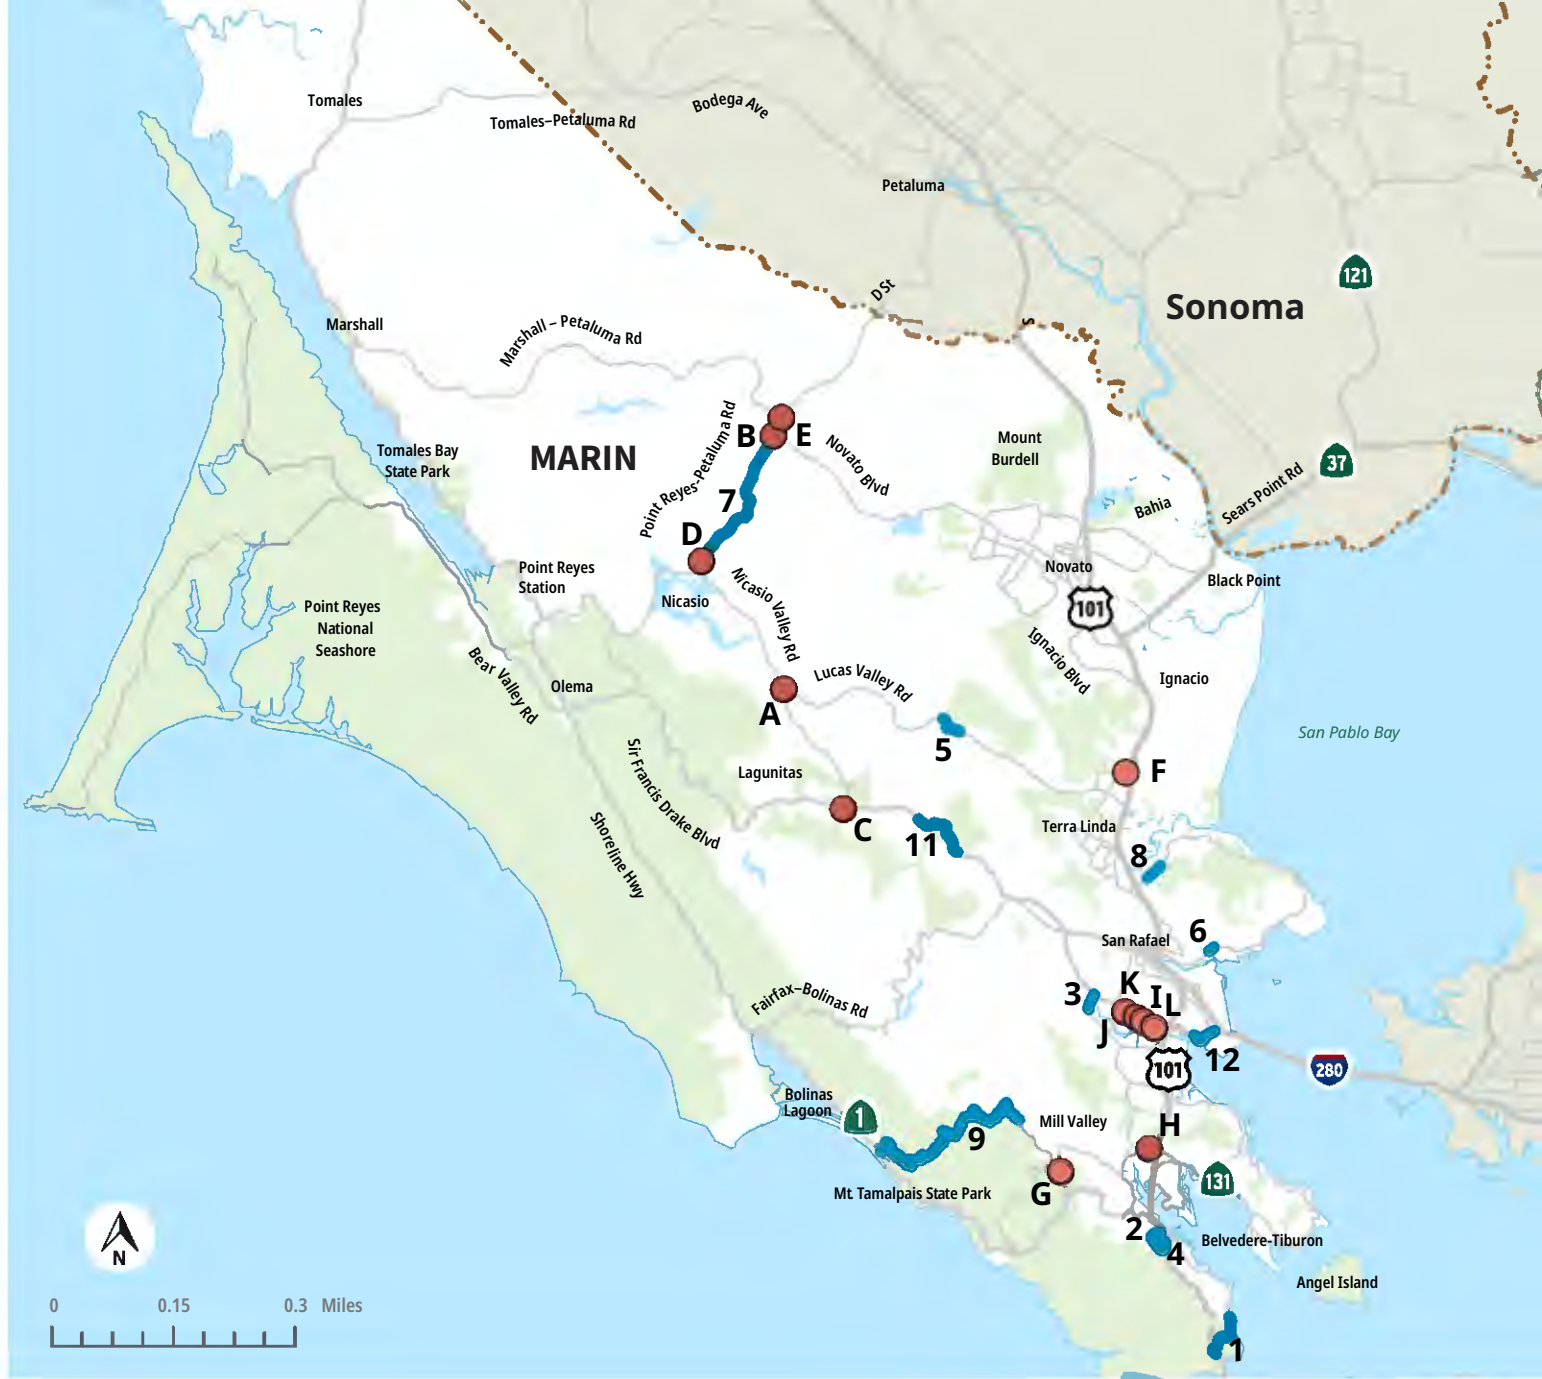 Tomales
Tomales–Petaluma Rd
Bodega Ave
Petaluma
121
Sonoma
D St
S
Marshall
Marshall – Petaluma Rd
Point Reyes-Petaluma Rd
B
E
Novato Blvd
Mount
Burdell
37
Sears Point Rd
MARIN
Tomales Bay
State Park
7
D
Bahia
Point Reyes
Station
Nicasio
Nicasio Valley Rd
Novato
101
Black Point
Point Reyes
National
Seashore
Bear Valley Rd
Olema
Ignacio Blvd
Ignacio
Lucas Valley Rd
A
5
San Pablo Bay
F
Lagunitas
Sir Francis Drake Blvd
Shoreline Hwy
C
11
Terra Linda
8
6
San Rafael
Fairfax–Bolinas Rd
3
K
I
L
J
12
101
280
Bolinas
Lagoon
1
9
Mill Valley
H
G
131
Mt. Tamalpais State Park
2
4
Belvedere-Tiburon
Angel Island
1
N
0 0.15 0.3 Miles